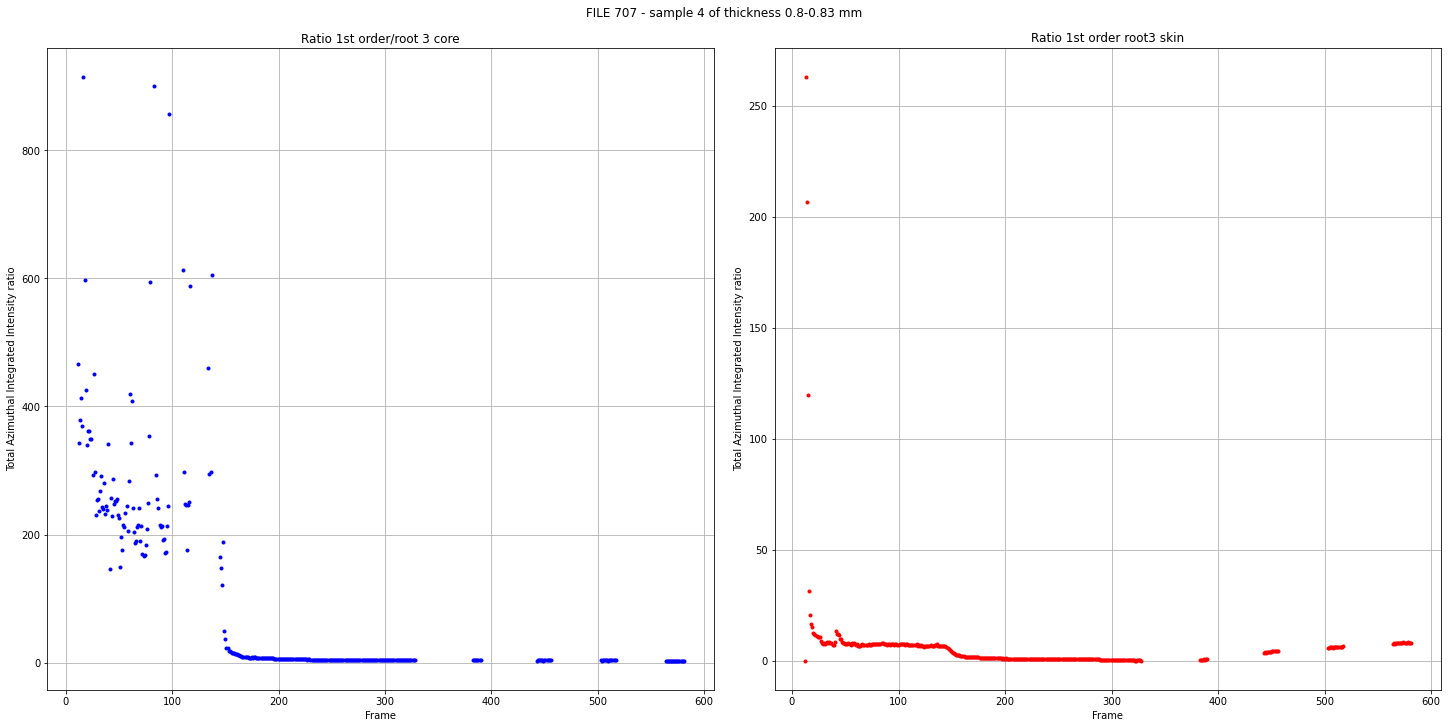 FILE 707 - sample 4 of thickness 0.8-0.83 mm
Ratio 1st order/root 3 core
Total Azimuthal Integrated Intensity ratio
800
600
400
200
0
0 100 200 300 400 500 600
Frame
Ratio 1st order root3 skin
Total Azimuthal Integrated Intensity ratio
250
200
150
100
50
0
0 100 200 300 400 500 600
Frame